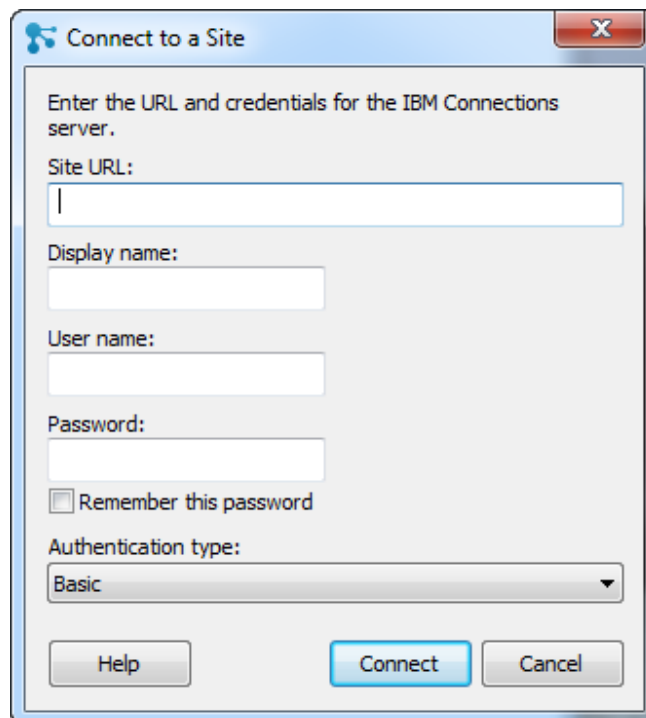 Connect to a Site
Enter the URL and credentials for the IBM Connections
server.
Site URL:
Display name:
User name:
Password:
Remember this password
Authentication type:
Basic
Help
Connect
Cancel